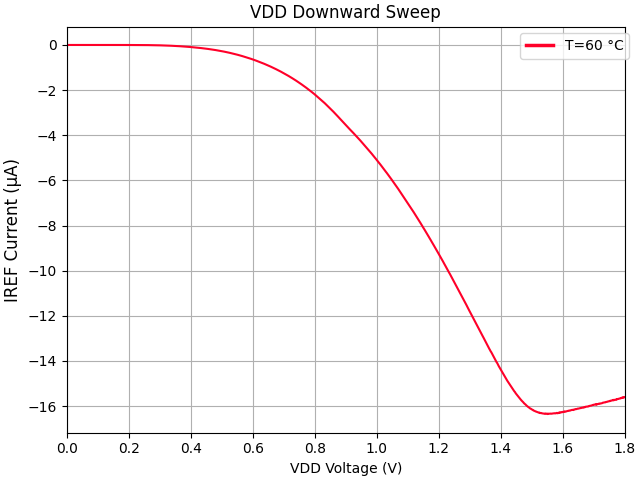 VDD Downward Sweep
T=60 °C
IREF Current (µA)
0
−2
−4
−6
−8
−10
−12
−14
−16
0.0 0.2 0.4 0.6 0.8 1.0 1.2 1.4 1.6 1.8
VDD Voltage (V)